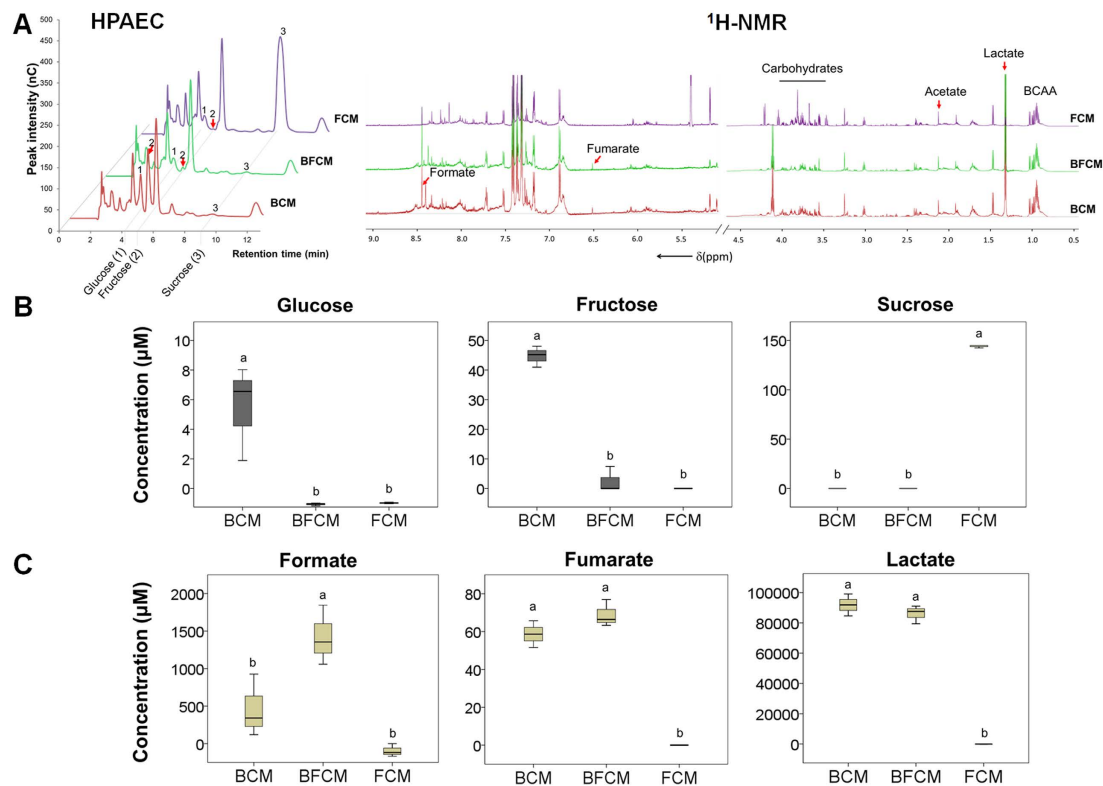 A HPAEC ¹H-NMR
Peak intensity (nC)
500
450
400
350
300
250
200
150
100
50
0
0 2 4 6 8 10 12
Retention time (min)
Glucose (1)
Fructose (2)
Sucrose (3)
1 2 3 FCM
1 2 3 BFCM
1 2 3 BCM
Formate
Fumarate
Carbohydrates
Acetate
Lactate
BCAA
FCM
BFCM
BCM
9.0 8.5 8.0 7.5 7.0 6.5 6.0 5.5 4.5 4.0 3.5 3.0 2.5 2.0 1.5 1.0 0.5
δ(ppm)
B
Glucose Fructose Sucrose
Concentration (µM)
10
8
6
4
2
0
a b b
BCM BFCM FCM
50
40
30
20
10
0
a b b
BCM BFCM FCM
150
100
50
0
b b a
BCM BFCM FCM
C
Formate Fumarate Lactate
Concentration (µM)
2000
1500
1000
500
0
b a b
BCM BFCM FCM
80
60
40
20
0
a a b
BCM BFCM FCM
100000
80000
60000
40000
20000
0
a a b
BCM BFCM FCM